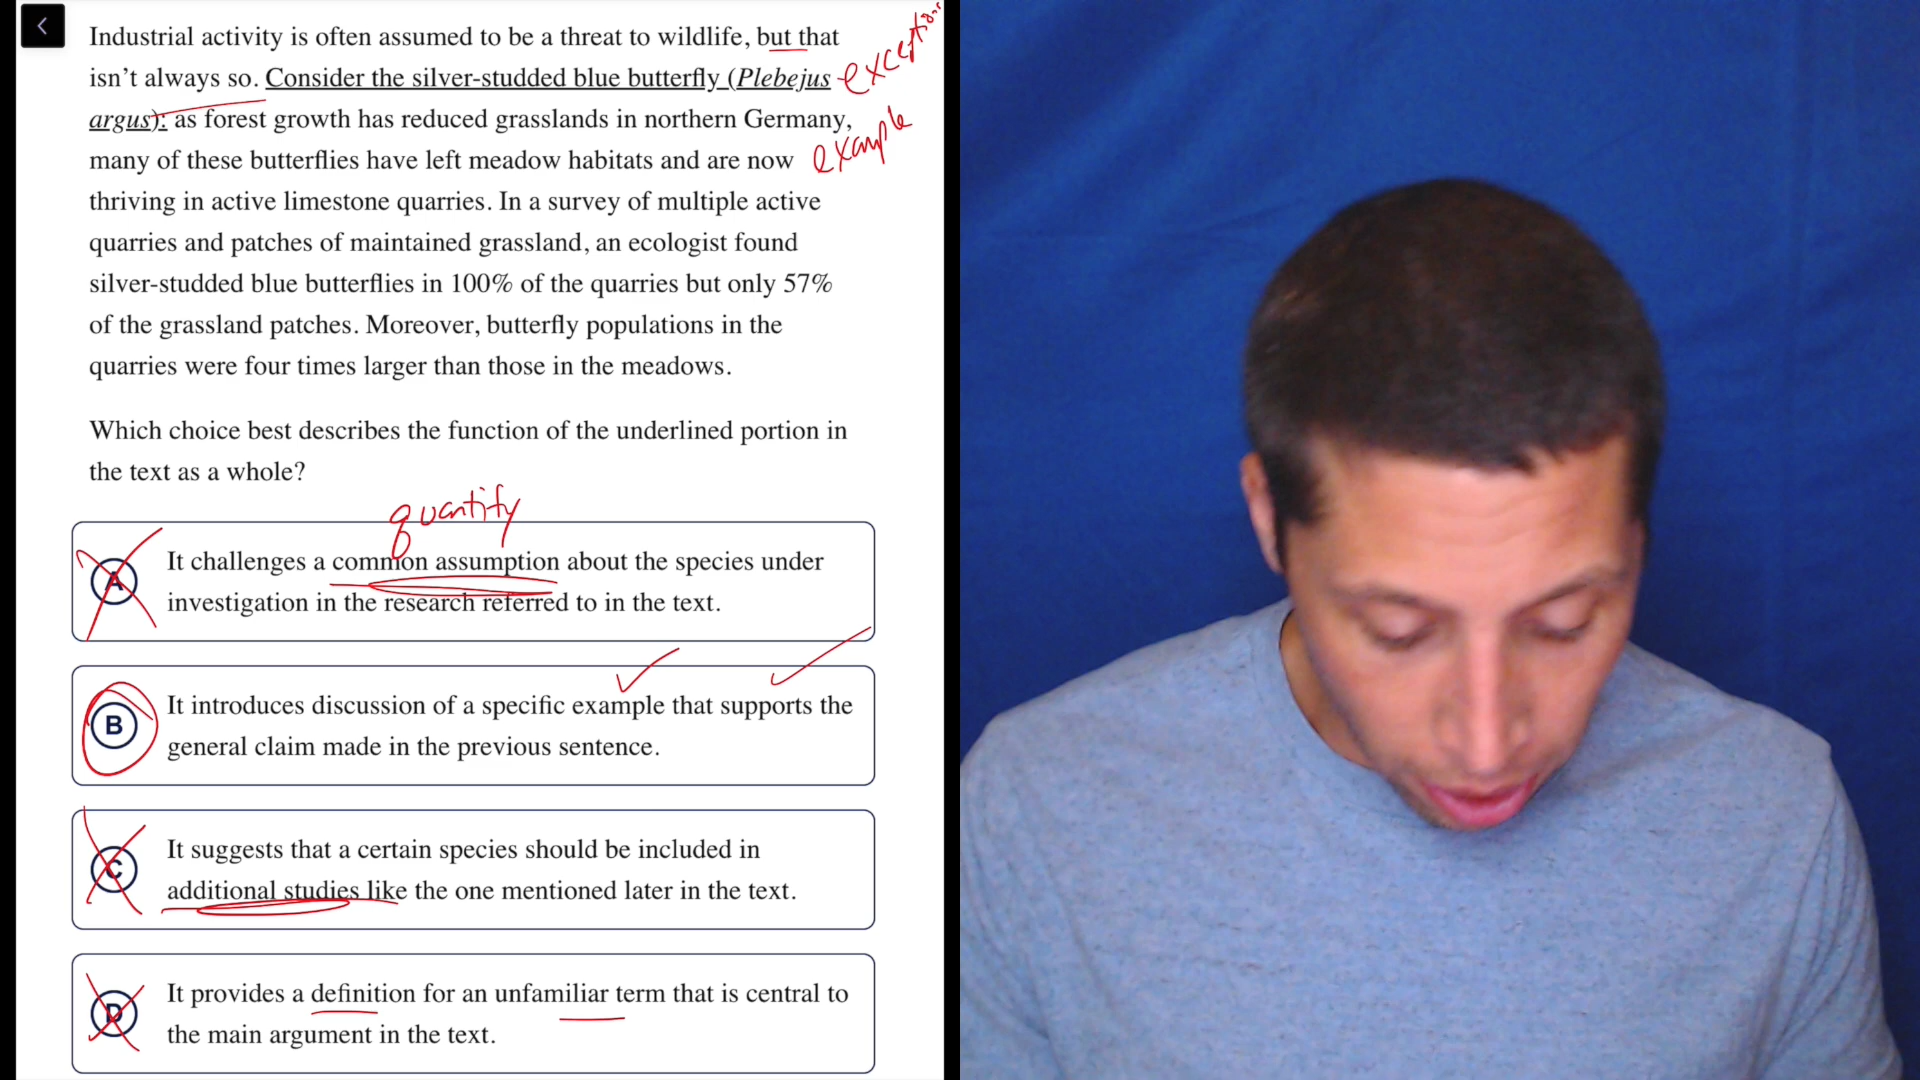 Industrial activity is often assumed to be a threat to wildlife, but that
isn’t always so. Consider the silver-studded blue butterfly (Plebejus
argus): as forest growth has reduced grasslands in northern Germany,
many of these butterflies have left meadow habitats and are now
thriving in active limestone quarries. In a survey of multiple active
quarries and patches of maintained grassland, an ecologist found
silver-studded blue butterflies in 100% of the quarries but only 57%
of the grassland patches. Moreover, butterfly populations in the
quarries were four times larger than those in the meadows.
exception
example
Which choice best describes the function of the underlined portion in
the text as a whole?
quantify
A
It challenges a common assumption about the species under
investigation in the research referred to in the text.
B
It introduces discussion of a specific example that supports the
general claim made in the previous sentence.
C
It suggests that a certain species should be included in
additional studies like the one mentioned later in the text.
D
It provides a definition for an unfamiliar term that is central to
the main argument in the text.